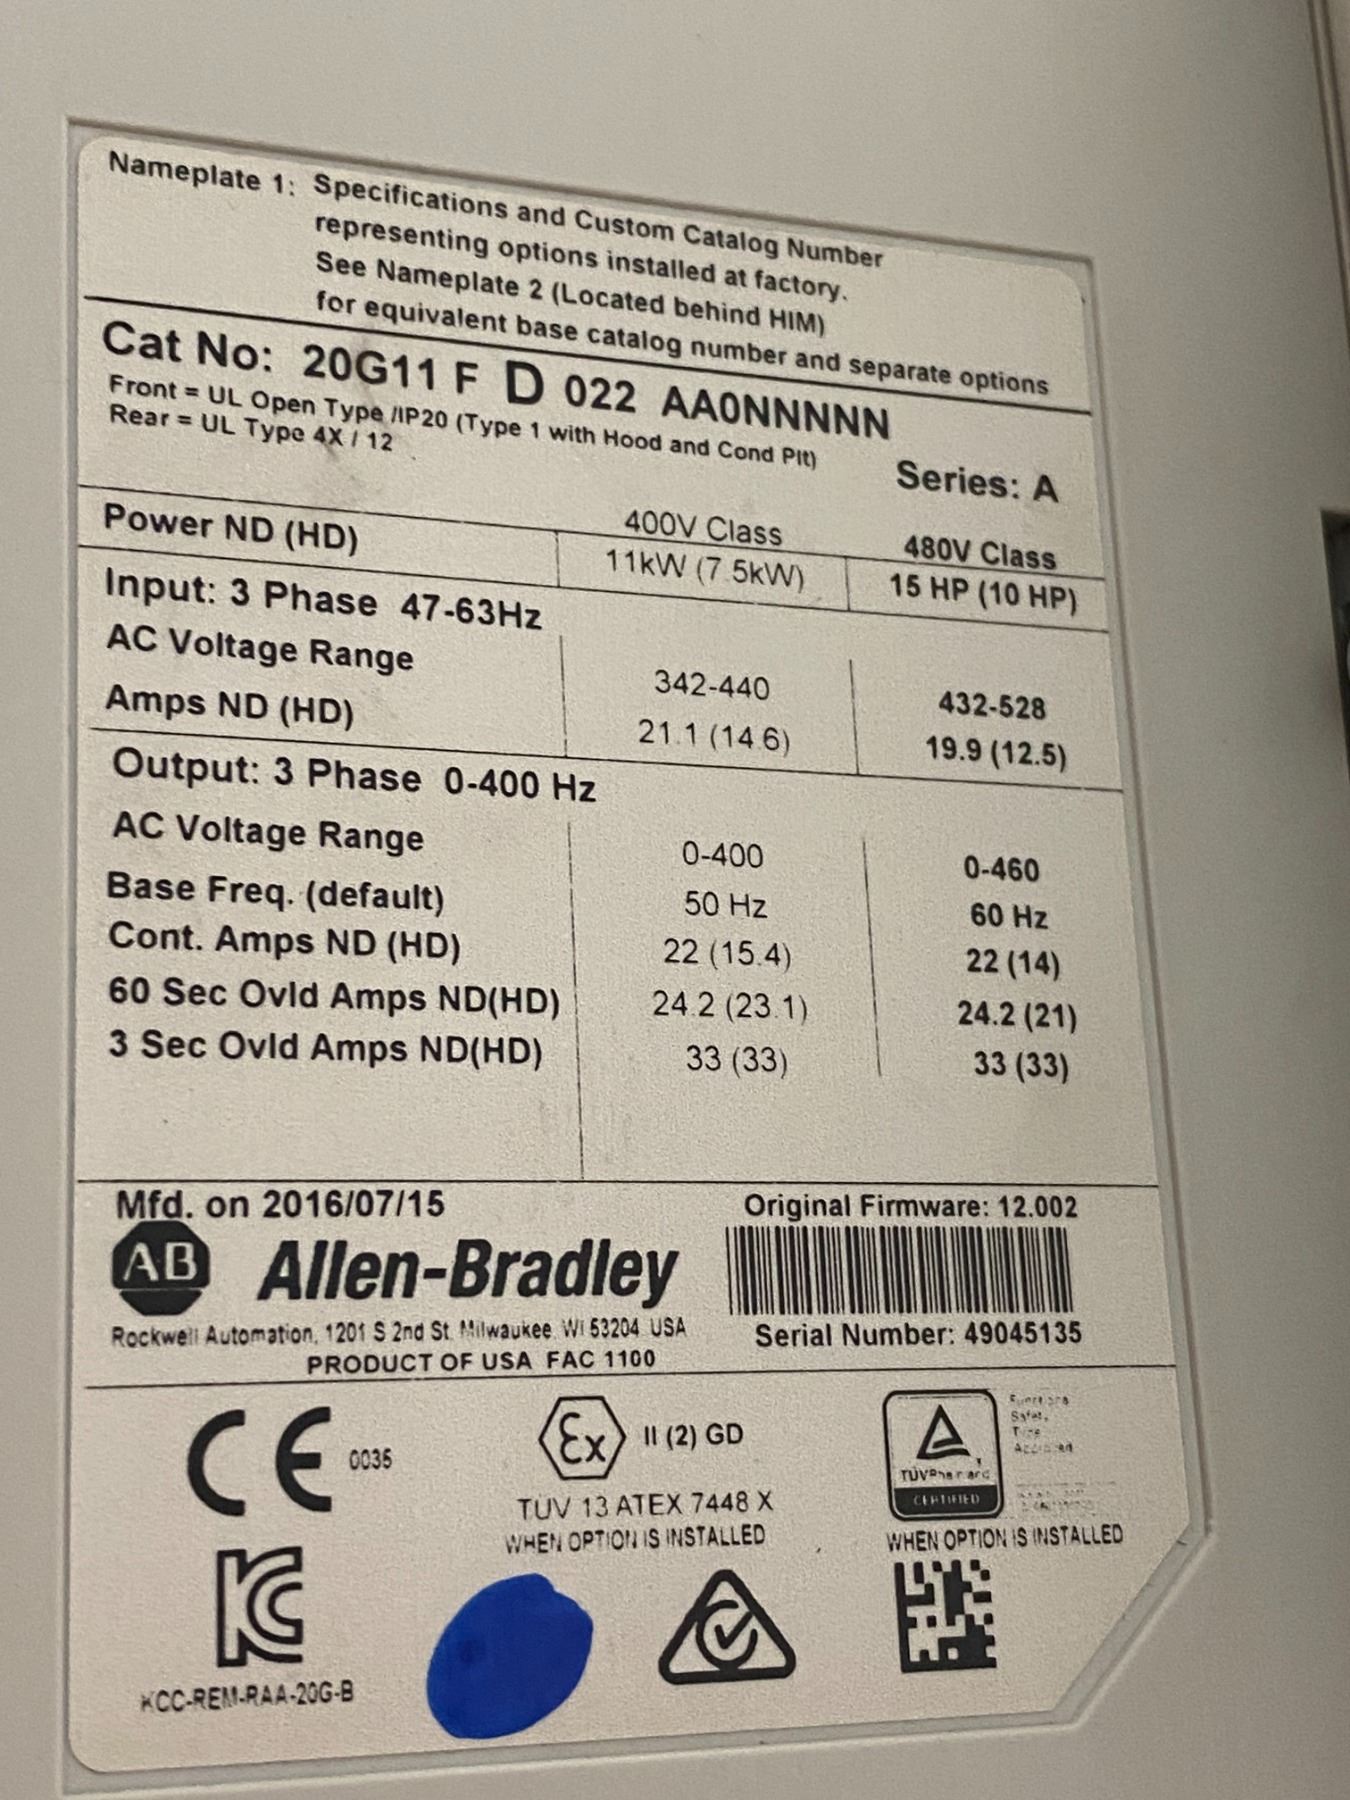 Nameplate 1: Specifications and Custom Catalog Number
representing options installed at factory.
See Nameplate 2 (Located behind HIM)
for equivalent base catalog number and separate options
Cat No: 20G11 F D 022 AA0NNNNN
Front = UL Open Type /IP20 (Type 1 with Hood and Cond Plt)
Rear = UL Type 4X / 12
Series: A
400V Class 480V Class
Power ND (HD) 11kW (7.5kW) 15 HP (10 HP)
Input: 3 Phase 47-63Hz
AC Voltage Range 342-440 432-528
Amps ND (HD) 21.1 (14.6) 19.9 (12.5)
Output: 3 Phase 0-400 Hz
AC Voltage Range 0-400 0-460
Base Freq. (default) 50 Hz 60 Hz
Cont. Amps ND (HD) 22 (15.4) 22 (14)
60 Sec Ovld Amps ND(HD) 24.2 (23.1) 24.2 (21)
3 Sec Ovld Amps ND(HD) 33 (33) 33 (33)
Mfd. on 2016/07/15 Original Firmware: 12.002
AB Allen-Bradley
Rockwell Automation, 1201 S 2nd St. Milwaukee, WI 53204 USA
Serial Number: 49045135
PRODUCT OF USA FAC 1100
CE 0035
Ex II (2) GD
TUV 13 ATEX 7448 X
WHEN OPTION IS INSTALLED
Functional
Safety
Type
Approved
TÜVRheinland
CERTIFIED
WHEN OPTION IS INSTALLED
KC
KCC-REM-RAA-20G-B